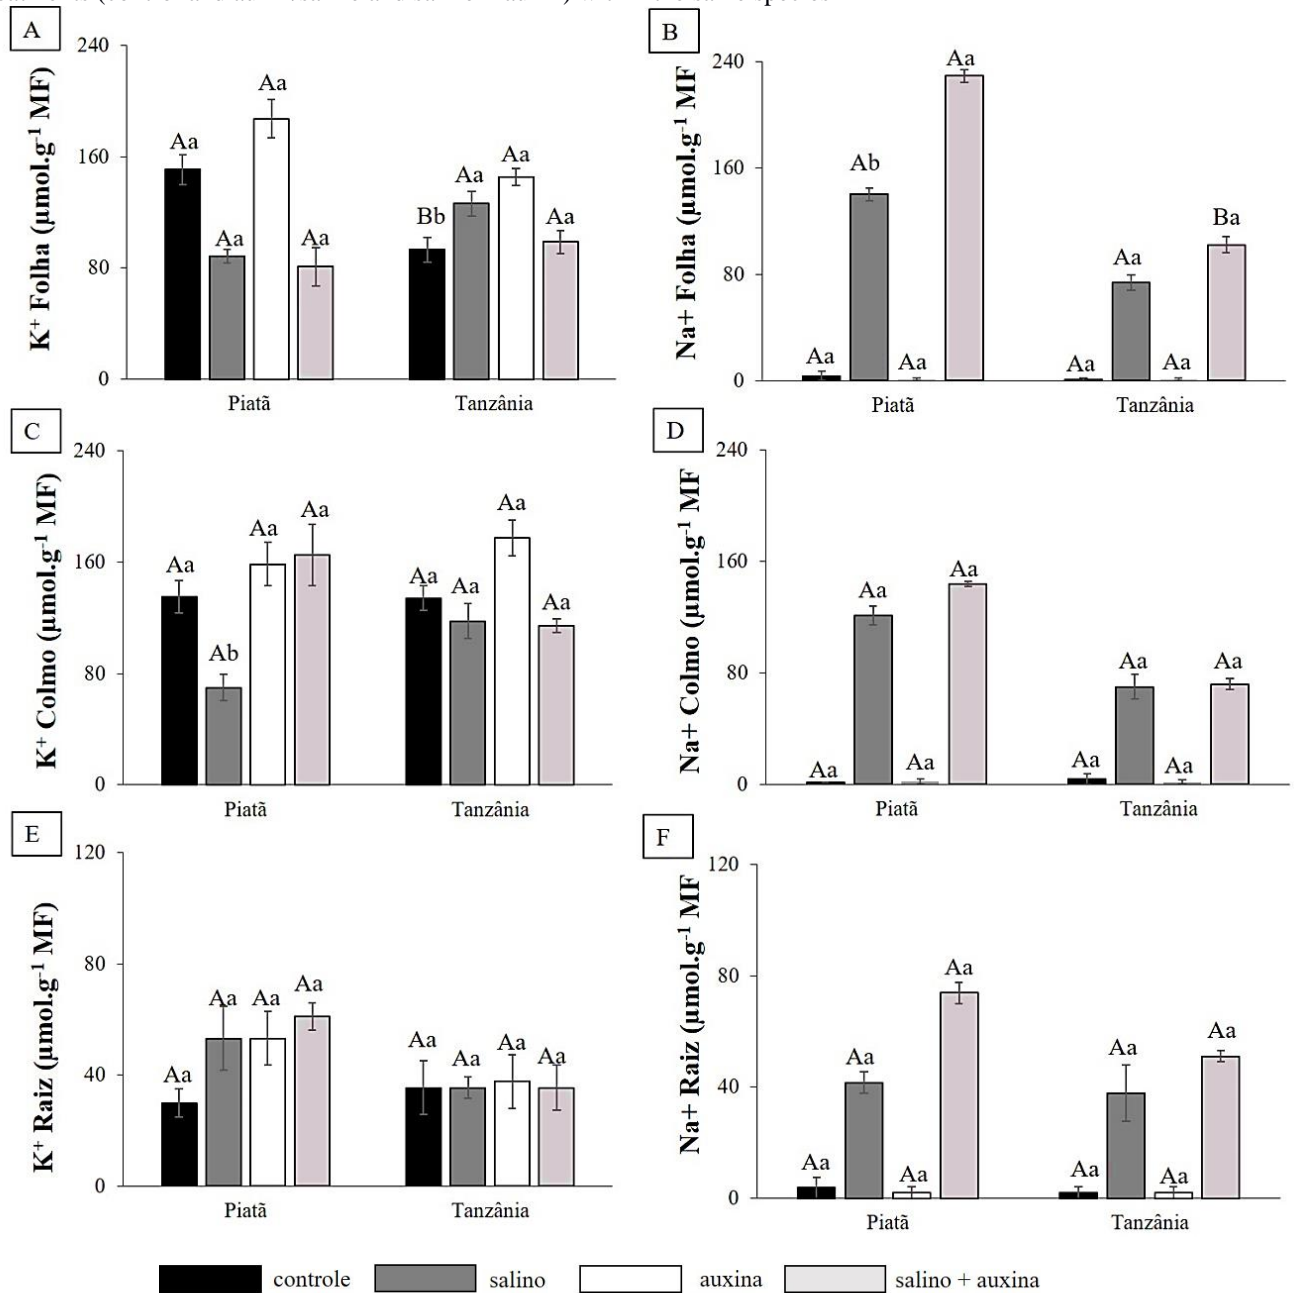 A
B
K⁺ Folha (µmol.g⁻¹ MF)
240
160
80
0
Aa
Aa
Aa
Aa
Bb
Aa
Aa
Aa
Piatã
Tanzânia
Na+ Folha (µmol.g⁻¹ MF
240
160
80
0
Aa
Ab
Aa
Aa
Aa
Aa
Aa
Ba
Piatã
Tanzânia
C
D
K⁺ Colmo (µmol.g⁻¹ MF)
240
160
80
0
Aa
Ab
Aa
Aa
Aa
Aa
Aa
Aa
Piatã
Tanzânia
Na+ Colmo (µmol.g⁻¹ MF
240
160
80
0
Aa
Aa
Aa
Aa
Aa
Aa
Aa
Aa
Piatã
Tanzânia
E
F
K⁺ Raiz (µmol.g⁻¹ MF)
120
80
40
0
Aa
Aa
Aa
Aa
Aa
Aa
Aa
Aa
Piatã
Tanzânia
Na+ Raiz (µmol.g⁻¹ MF
120
80
40
0
Aa
Aa
Aa
Aa
Aa
Aa
Aa
Aa
Piatã
Tanzânia
controle
salino
auxina
salino + auxina